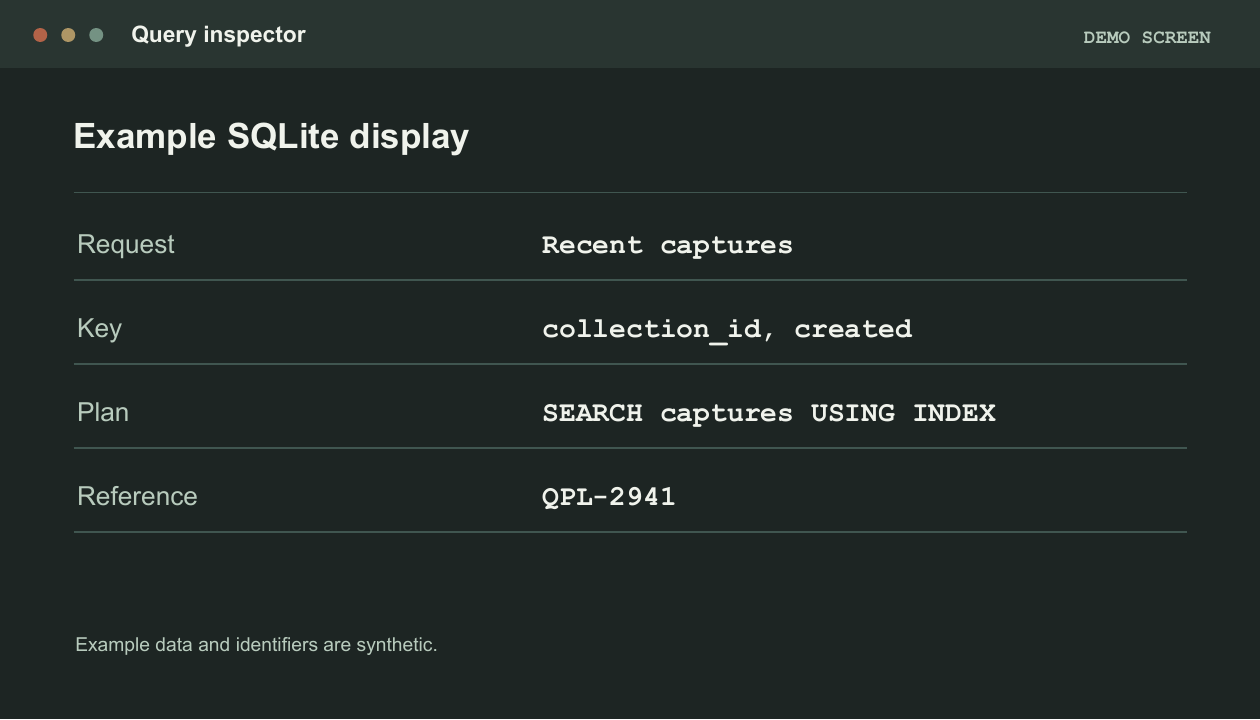 Query inspector
DEMO SCREEN
Example SQLite display
Request Recent captures
Key collection_id, created
Plan SEARCH captures USING INDEX
Reference QPL-2941
Example data and identifiers are synthetic.